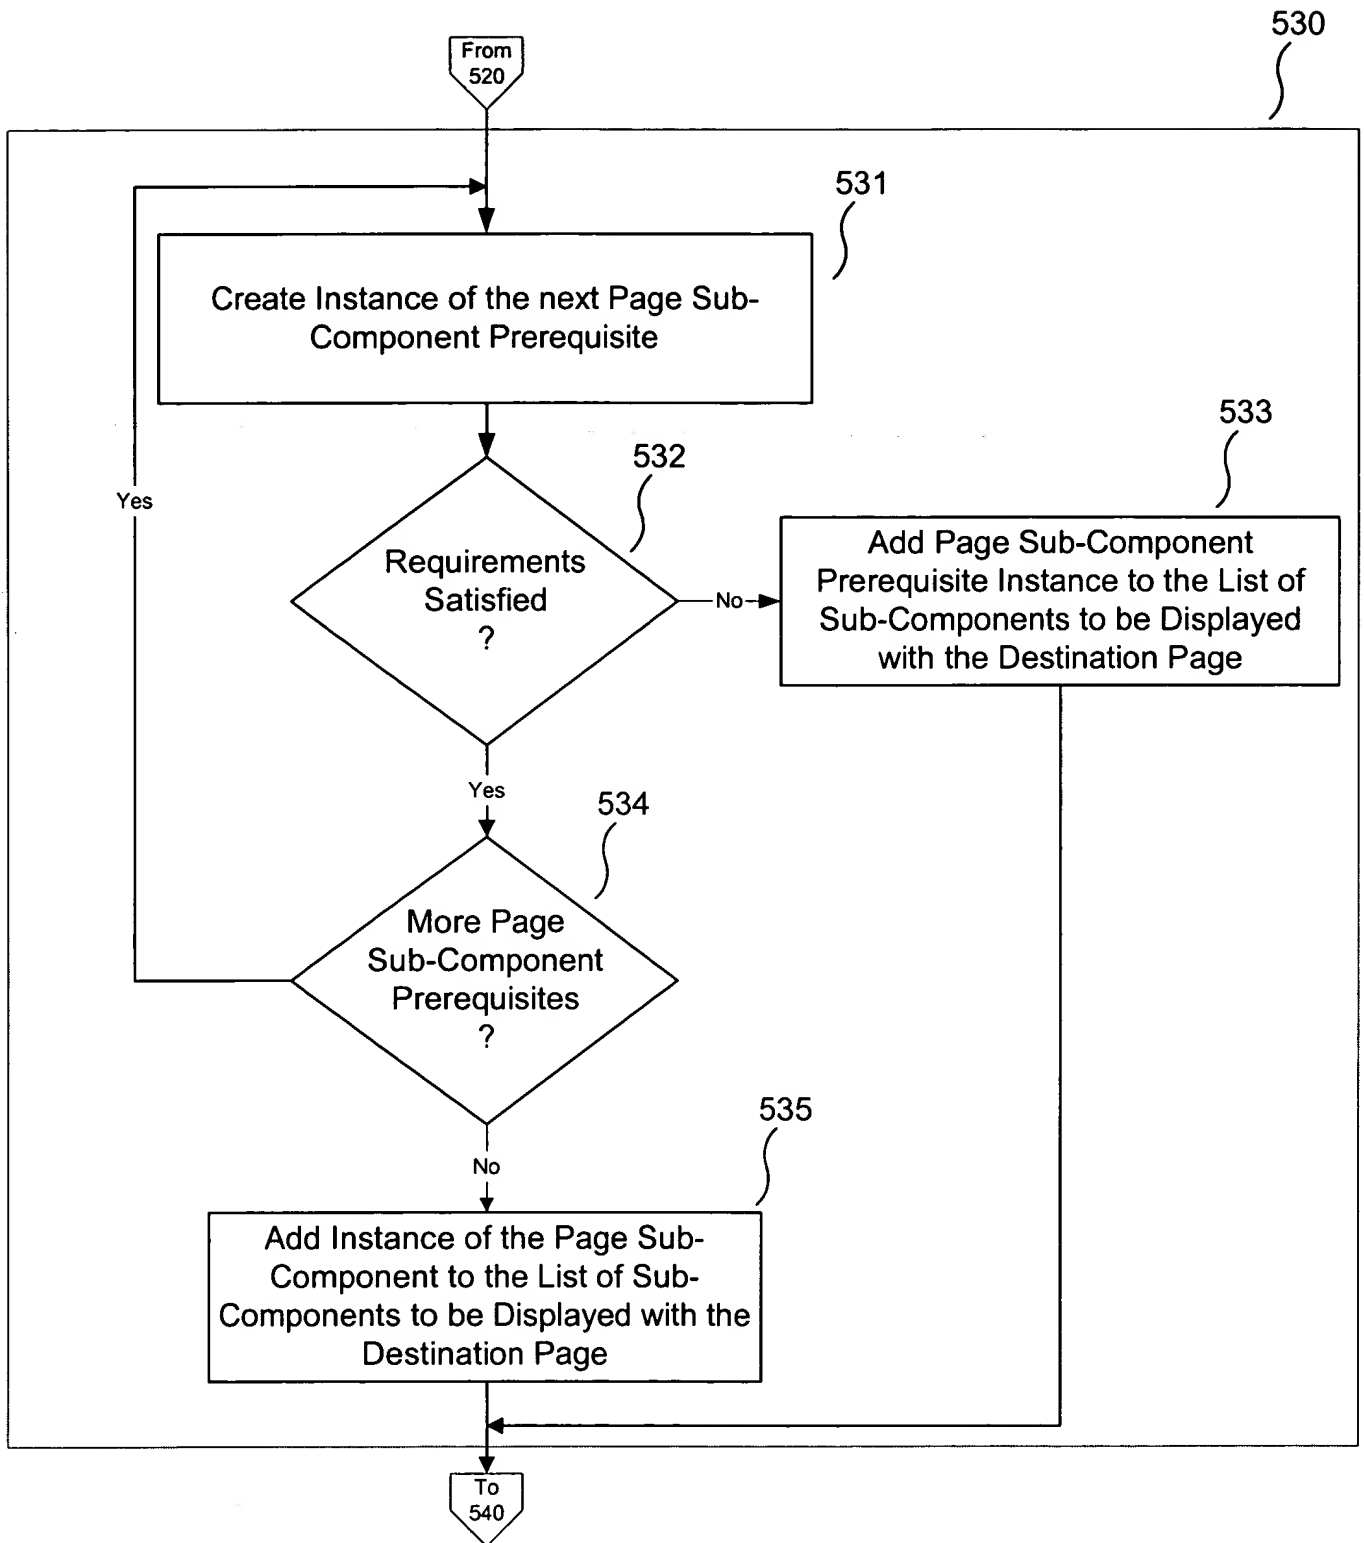 530
From
520
531
Create Instance of the next Page Sub-
Component Prerequisite
533
532
Yes
Add Page Sub-Component
Prerequisite Instance to the List of
Sub-Components to be Displayed
with the Destination Page
Requirements
Satisfied
?
No
Yes
534
More Page
Sub-Component
Prerequisites
?
535
No
Add Instance of the Page Sub-
Component to the List of Sub-
Components to be Displayed with the
Destination Page
To
540